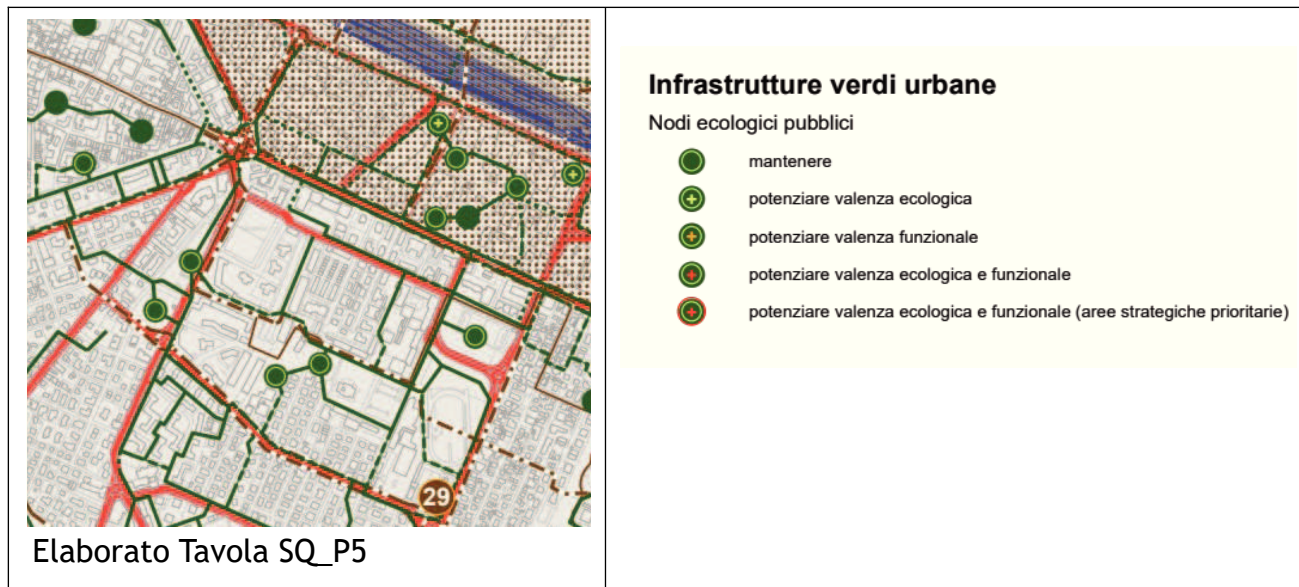 29
Elaborato Tavola SQ_P5
Infrastrutture verdi urbane
Nodi ecologici pubblici
mantenere
potenziare valenza ecologica
potenziare valenza funzionale
potenziare valenza ecologica e funzionale
potenziare valenza ecologica e funzionale (aree strategiche prioritarie)